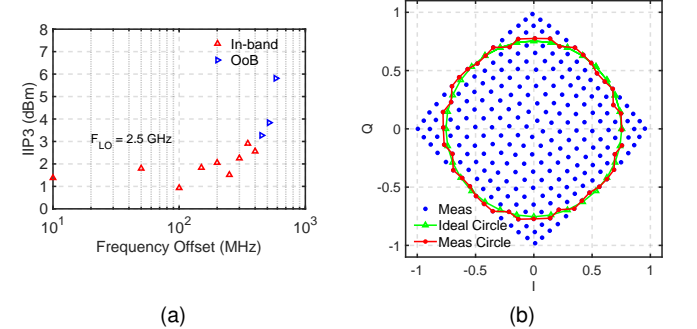 8
7
6
5
4
3
2
1
0
IIP3 (dBm)
In-band
OoB
F_LO = 2.5 GHz
10^1
10^2
10^3
Frequency Offset (MHz)
(a)
1
0.5
0
-0.5
-1
Q
Meas
Ideal Circle
Meas Circle
-1
-0.5
0
0.5
1
I
(b)